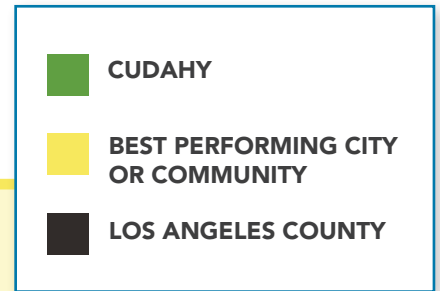 CUDAHY
BEST PERFORMING CITY
OR COMMUNITY
LOS ANGELES COUNTY